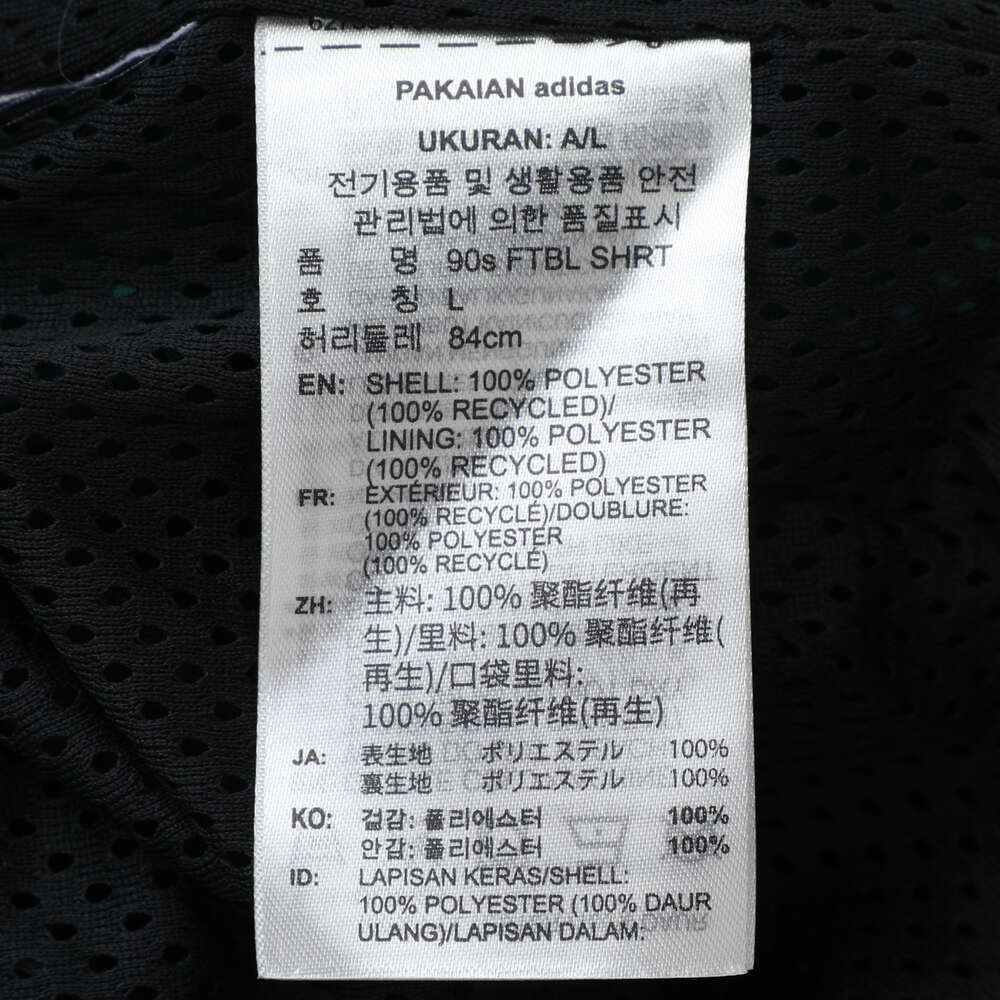 PAKAIAN adidas
UKURAN: A/L
전기용품 및 생활용품 안전
관리법에 의한 품질표시
품 명 90s FTBL SHRT
호 칭 L
허리둘레 84cm
EN: SHELL: 100% POLYESTER
(100% RECYCLED)/
LINING: 100% POLYESTER
(100% RECYCLED)
FR: EXTÉRIEUR: 100% POLYESTER
(100% RECYCLÉ)/DOUBLURE:
100% POLYESTER
(100% RECYCLÉ)
ZH: 主料: 100% 聚酯纤维(再
生)/里料: 100% 聚酯纤维(
再生)/口袋里料:
100% 聚酯纤维(再生)
JA: 表生地 ポリエステル 100%
裏生地 ポリエステル 100%
KO: 겉감: 폴리에스터 100%
안감: 폴리에스터 100%
ID: LAPISAN KERAS/SHELL:
100% POLYESTER (100% DAUR
ULANG)/LAPISAN DALAM: